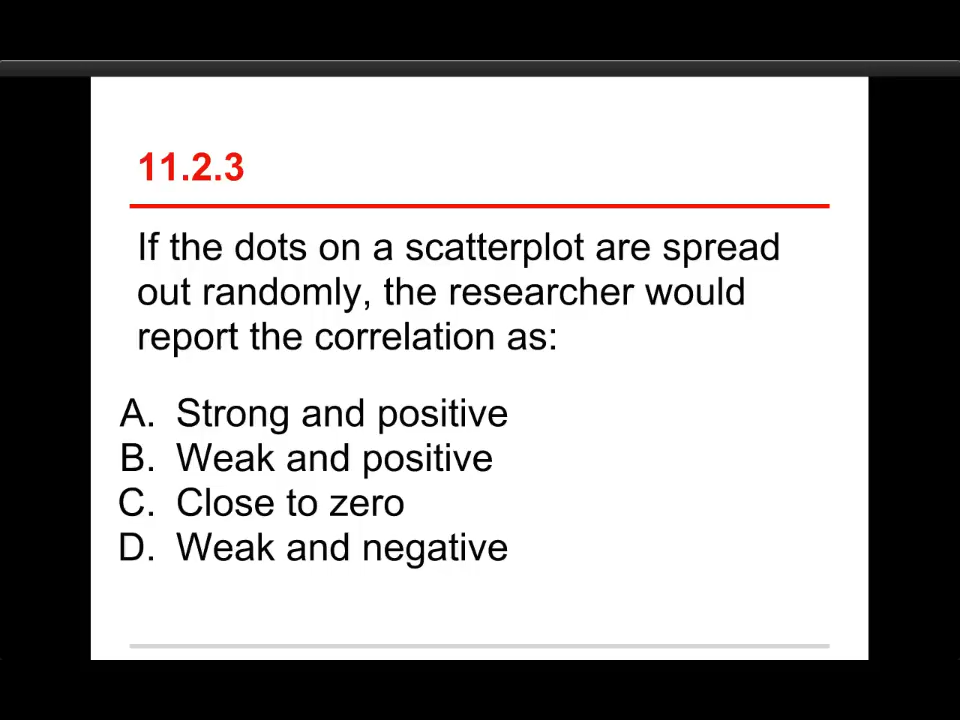 11.2.3
If the dots on a scatterplot are spread
out randomly, the researcher would
report the correlation as:
A. Strong and positive
B. Weak and positive
C. Close to zero
D. Weak and negative